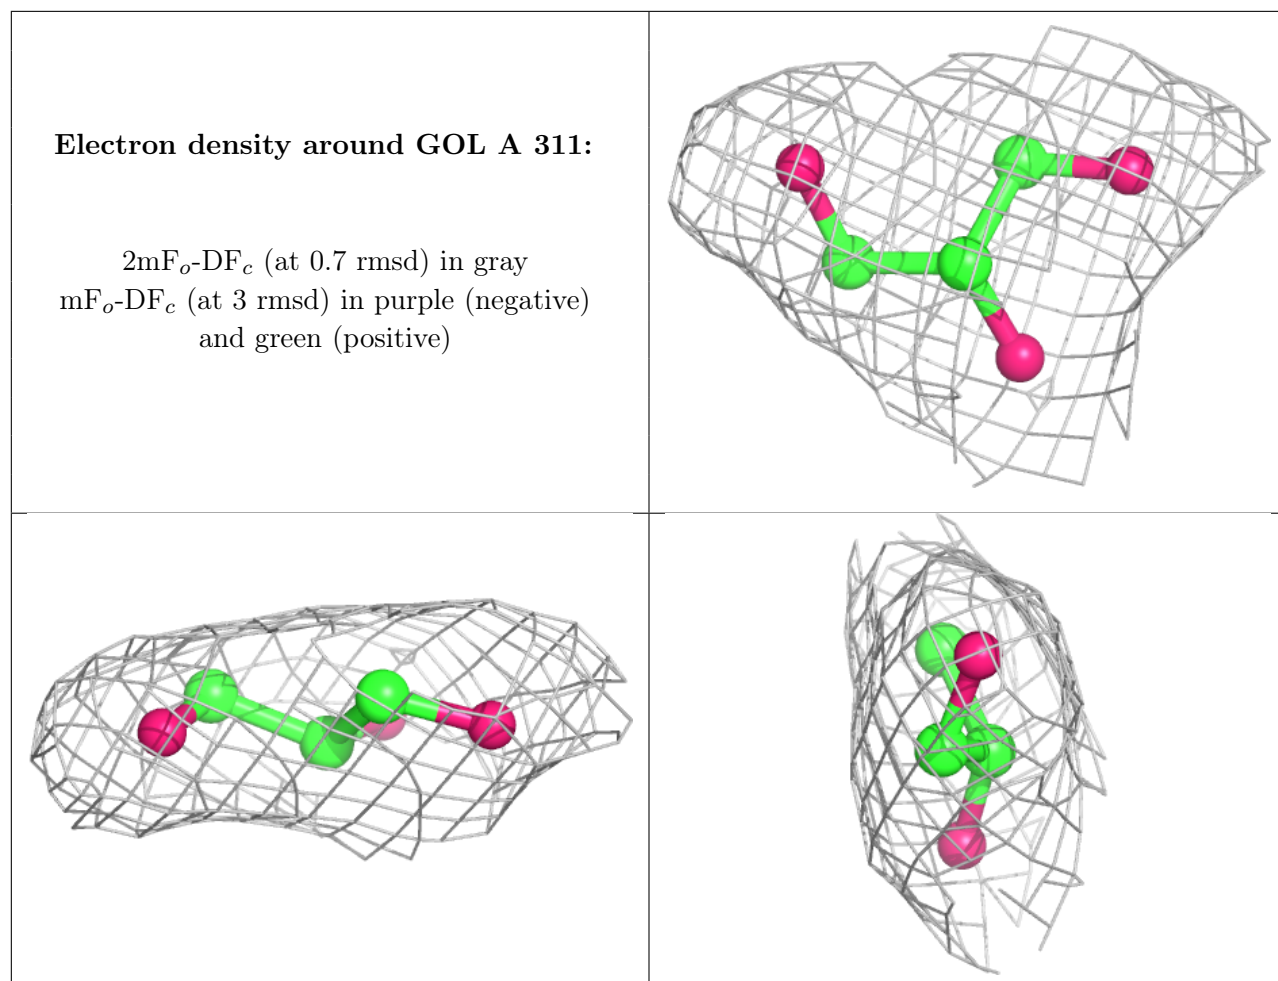 Electron density around GOL A 311:
2mFₒ-DF𝒸 (at 0.7 rmsd) in gray
mFₒ-DF𝒸 (at 3 rmsd) in purple (negative)
and green (positive)